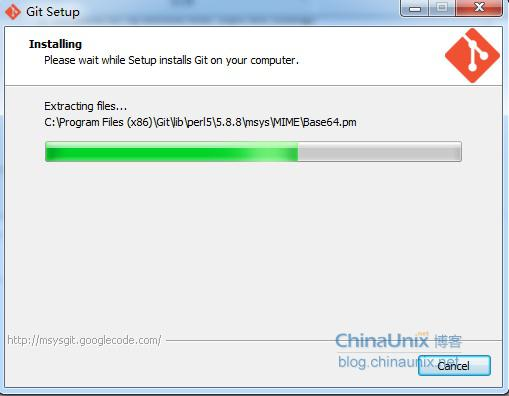 Git Setup
Installing
Please wait while Setup installs Git on your computer.
Extracting files...
C:\Program Files (x86)\Git\lib\perl5\5.8.8\msys\MIME\Base64.pm
http://msysgit.googlecode.com/
ChinaUnix.net 博客
blog.chinaunix.net
Cancel